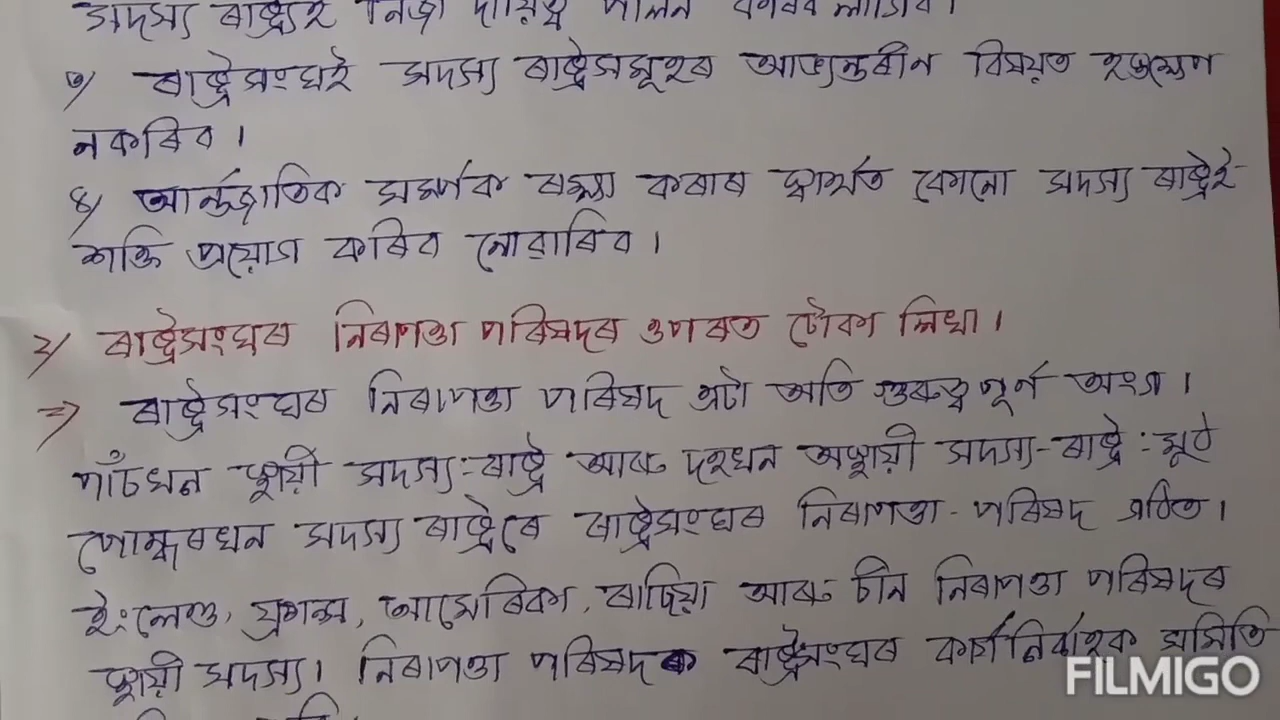 সদস্য ৰাষ্ট্ৰই নিজা দায়িত্ব পালন কৰিব লাগিব।
৩/ ৰাষ্ট্ৰসংঘই সদস্য ৰাষ্ট্ৰসমূহৰ আভ্যন্তৰীন বিষয়ত হস্তক্ষেপ
নকৰিব।
৪/ আৰ্ন্তজাতিক সম্পৰ্ক ৰক্ষা কৰাৰ স্বাৰ্থত কোনো সদস্য ৰাষ্ট্ৰই
শক্তি প্ৰয়োগ কৰিব নোৱাৰিব।
২/ ৰাষ্ট্ৰসংঘৰ নিৰাপত্তা পৰিষদৰ ওপৰত টোকা লিখা।
=> ৰাষ্ট্ৰসংঘৰ নিৰাপত্তা পৰিষদ এটা অতি গুৰুত্বপূৰ্ন অংগ।
পাঁচখন স্থায়ী সদস্য-ৰাষ্ট্ৰ আৰু দহখন অস্থায়ী সদস্য-ৰাষ্ট্ৰ : মুঠ
পোন্ধৰখন সদস্য ৰাষ্ট্ৰৰে ৰাষ্ট্ৰসংঘৰ নিৰাপত্তা-পৰিষদ গঠিত।
ইংলেণ্ড, ফ্ৰান্স, আমেৰিকা, ৰাছিয়া আৰু চীন নিৰাপত্তা পৰিষদৰ
স্থায়ী সদস্য। নিৰাপত্তা পৰিষদক ৰাষ্ট্ৰসংঘৰ কাৰ্যনিৰ্বাহক সমিতি
FILMIGO